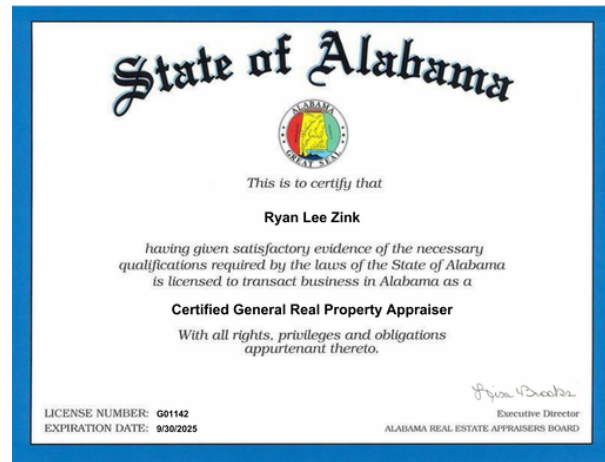 State of Alabama
ALABAMA
GREAT SEAL
This is to certify that
Ryan Lee Zink
having given satisfactory evidence of the necessary
qualifications required by the laws of the State of Alabama
is licensed to transact business in Alabama as a
Certified General Real Property Appraiser
With all rights, privileges and obligations
appurtenant thereto.
Lisa Brooks
LICENSE NUMBER: G01142
Executive Director
EXPIRATION DATE: 9/30/2025
ALABAMA REAL ESTATE APPRAISERS BOARD